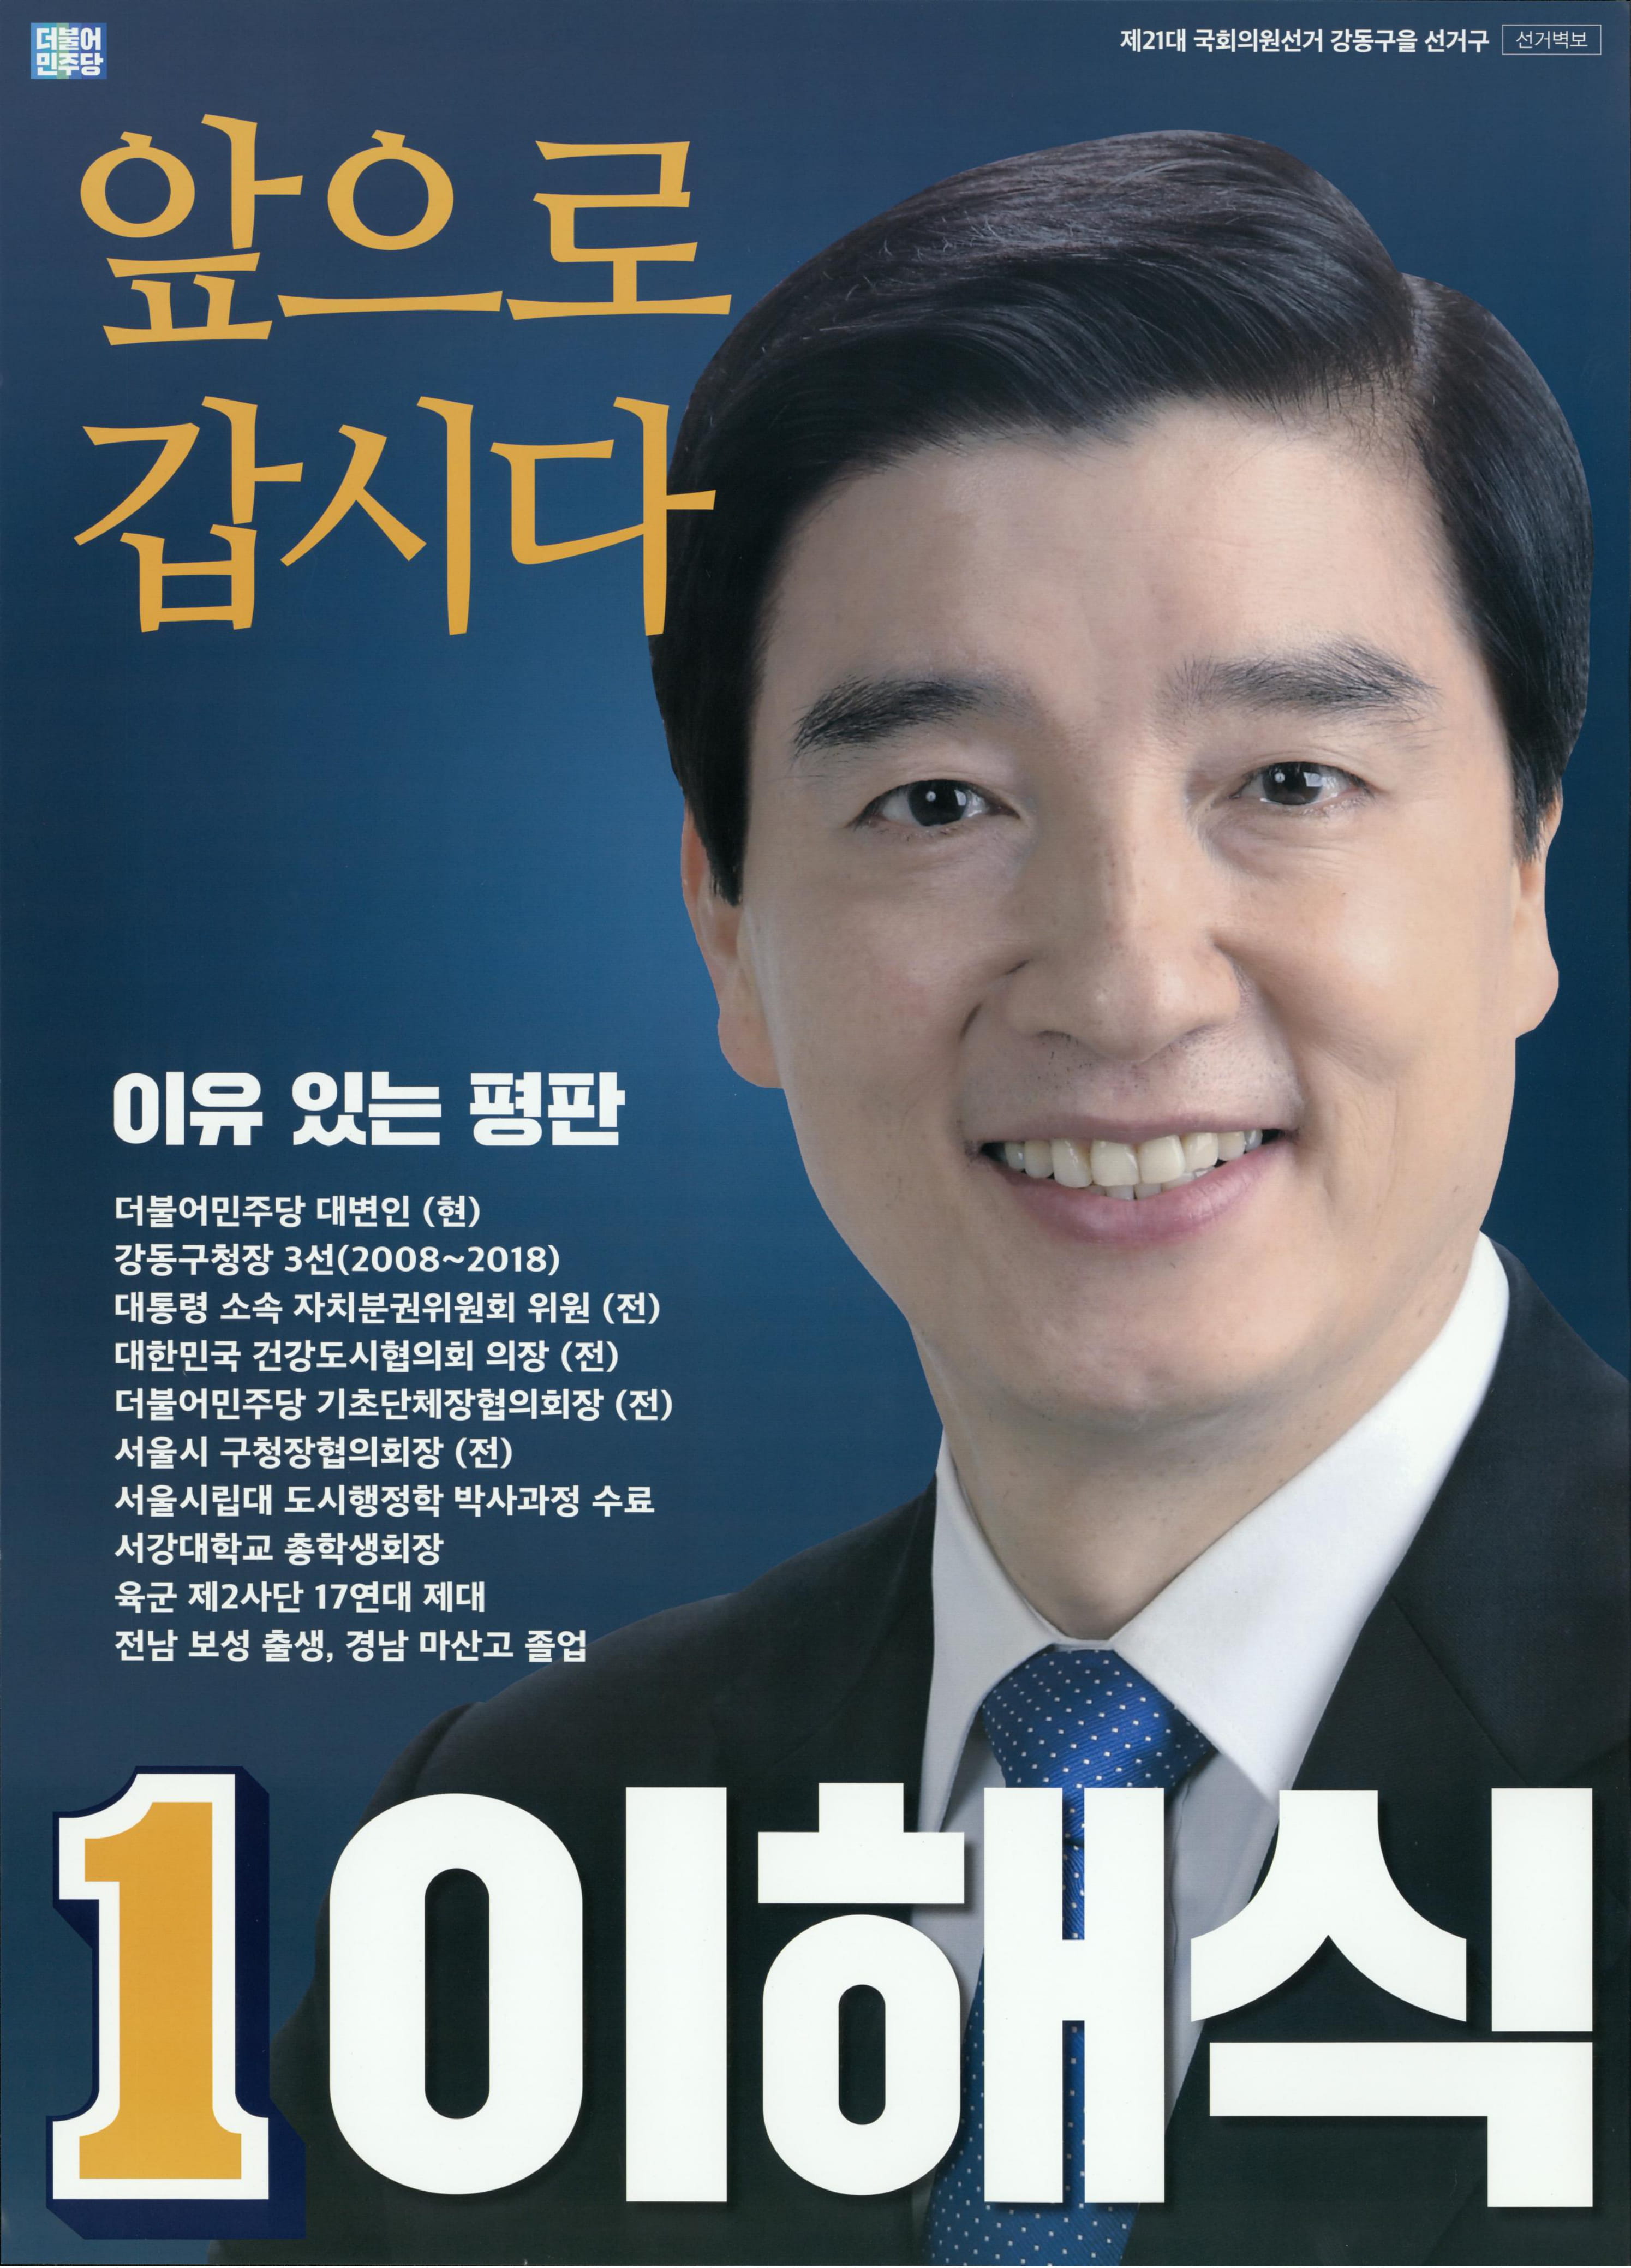 더불어
민주당
제21대 국회의원선거 강동구을 선거구 선거벽보
앞으로
갑시다
이유 있는 평판
더불어민주당 대변인 (현)
강동구청장 3선(2008~2018)
대통령 소속 자치분권위원회 위원 (전)
대한민국 건강도시협의회 의장 (전)
더불어민주당 기초단체장협의회장 (전)
서울시 구청장협의회장 (전)
서울시립대 도시행정학 박사과정 수료
서강대학교 총학생회장
육군 제2사단 17연대 제대
전남 보성 출생, 경남 마산고 졸업
1이해식